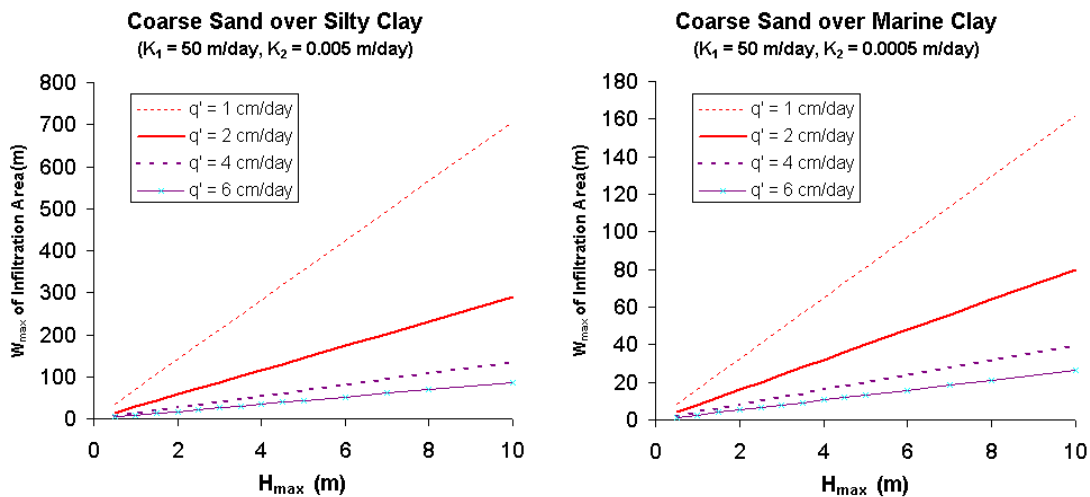 Coarse Sand over Silty Clay
(K₁ = 50 m/day, K₂ = 0.005 m/day)
800
700
600
500
400
300
200
100
0
W_max of Infiltration Area(m)
q' = 1 cm/day
q' = 2 cm/day
q' = 4 cm/day
q' = 6 cm/day
0 2 4 6 8 10
H_max (m)
Coarse Sand over Marine Clay
(K₁ = 50 m/day, K₂ = 0.0005 m/day)
180
160
140
120
100
80
60
40
20
0
W_max of Infiltration Area(m)
q' = 1 cm/day
q' = 2 cm/day
q' = 4 cm/day
q' = 6 cm/day
0 2 4 6 8 10
H_max (m)